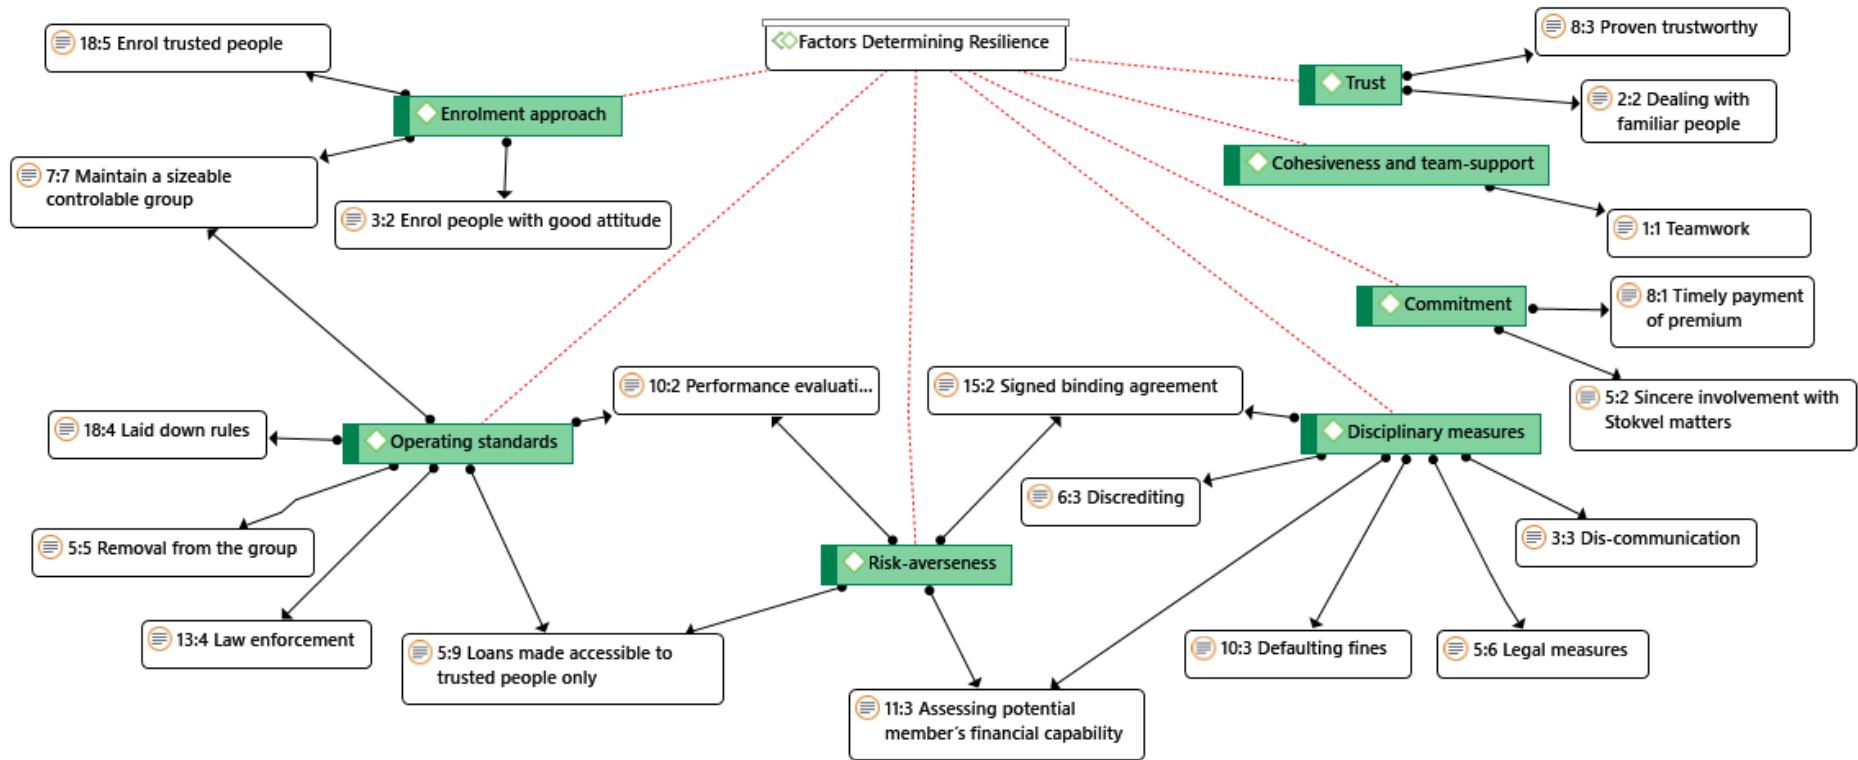 Factors Determining Resilience
18:5 Enrol trusted people
Enrolment approach
7:7 Maintain a sizeable
controlable group
3:2 Enrol people with good attitude
8:3 Proven trustworthy
Trust
2:2 Dealing with
familiar people
Cohesiveness and team-support
1:1 Teamwork
Commitment
8:1 Timely payment
of premium
5:2 Sincere involvement with
Stokvel matters
10:2 Performance evaluati...
15:2 Signed binding agreement
18:4 Laid down rules
Operating standards
Disciplinary measures
6:3 Discrediting
3:3 Dis-communication
5:5 Removal from the group
Risk-averseness
13:4 Law enforcement
5:9 Loans made accessible to
trusted people only
10:3 Defaulting fines
5:6 Legal measures
11:3 Assessing potential
member's financial capability